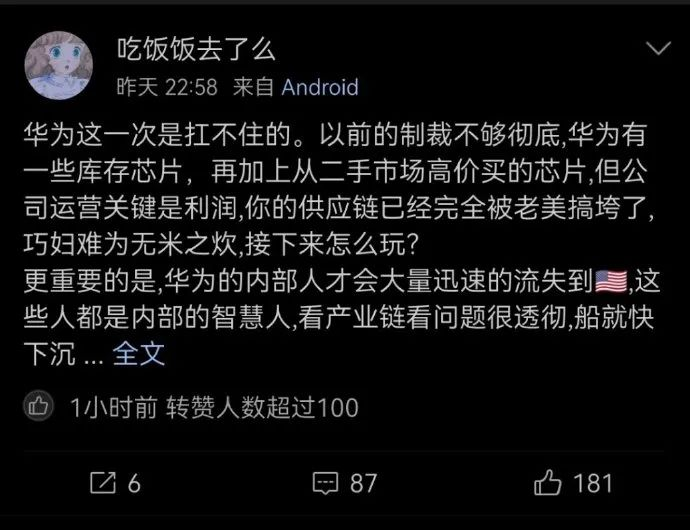 吃饭饭去了么
昨天 22:58 来自 Android
华为这一次是扛不住的。以前的制裁不够彻底,华为有
一些库存芯片，再加上从二手市场高价买的芯片,但公
司运营关键是利润,你的供应链已经完全被老美搞垮了,
巧妇难为无米之炊,接下来怎么玩?
更重要的是,华为的内部人才会大量迅速的流失到🇺🇸,这
些人都是内部的智慧人,看产业链看问题很透彻,船就快
下沉 ... 全文
1小时前 转赞人数超过100
6
87
181